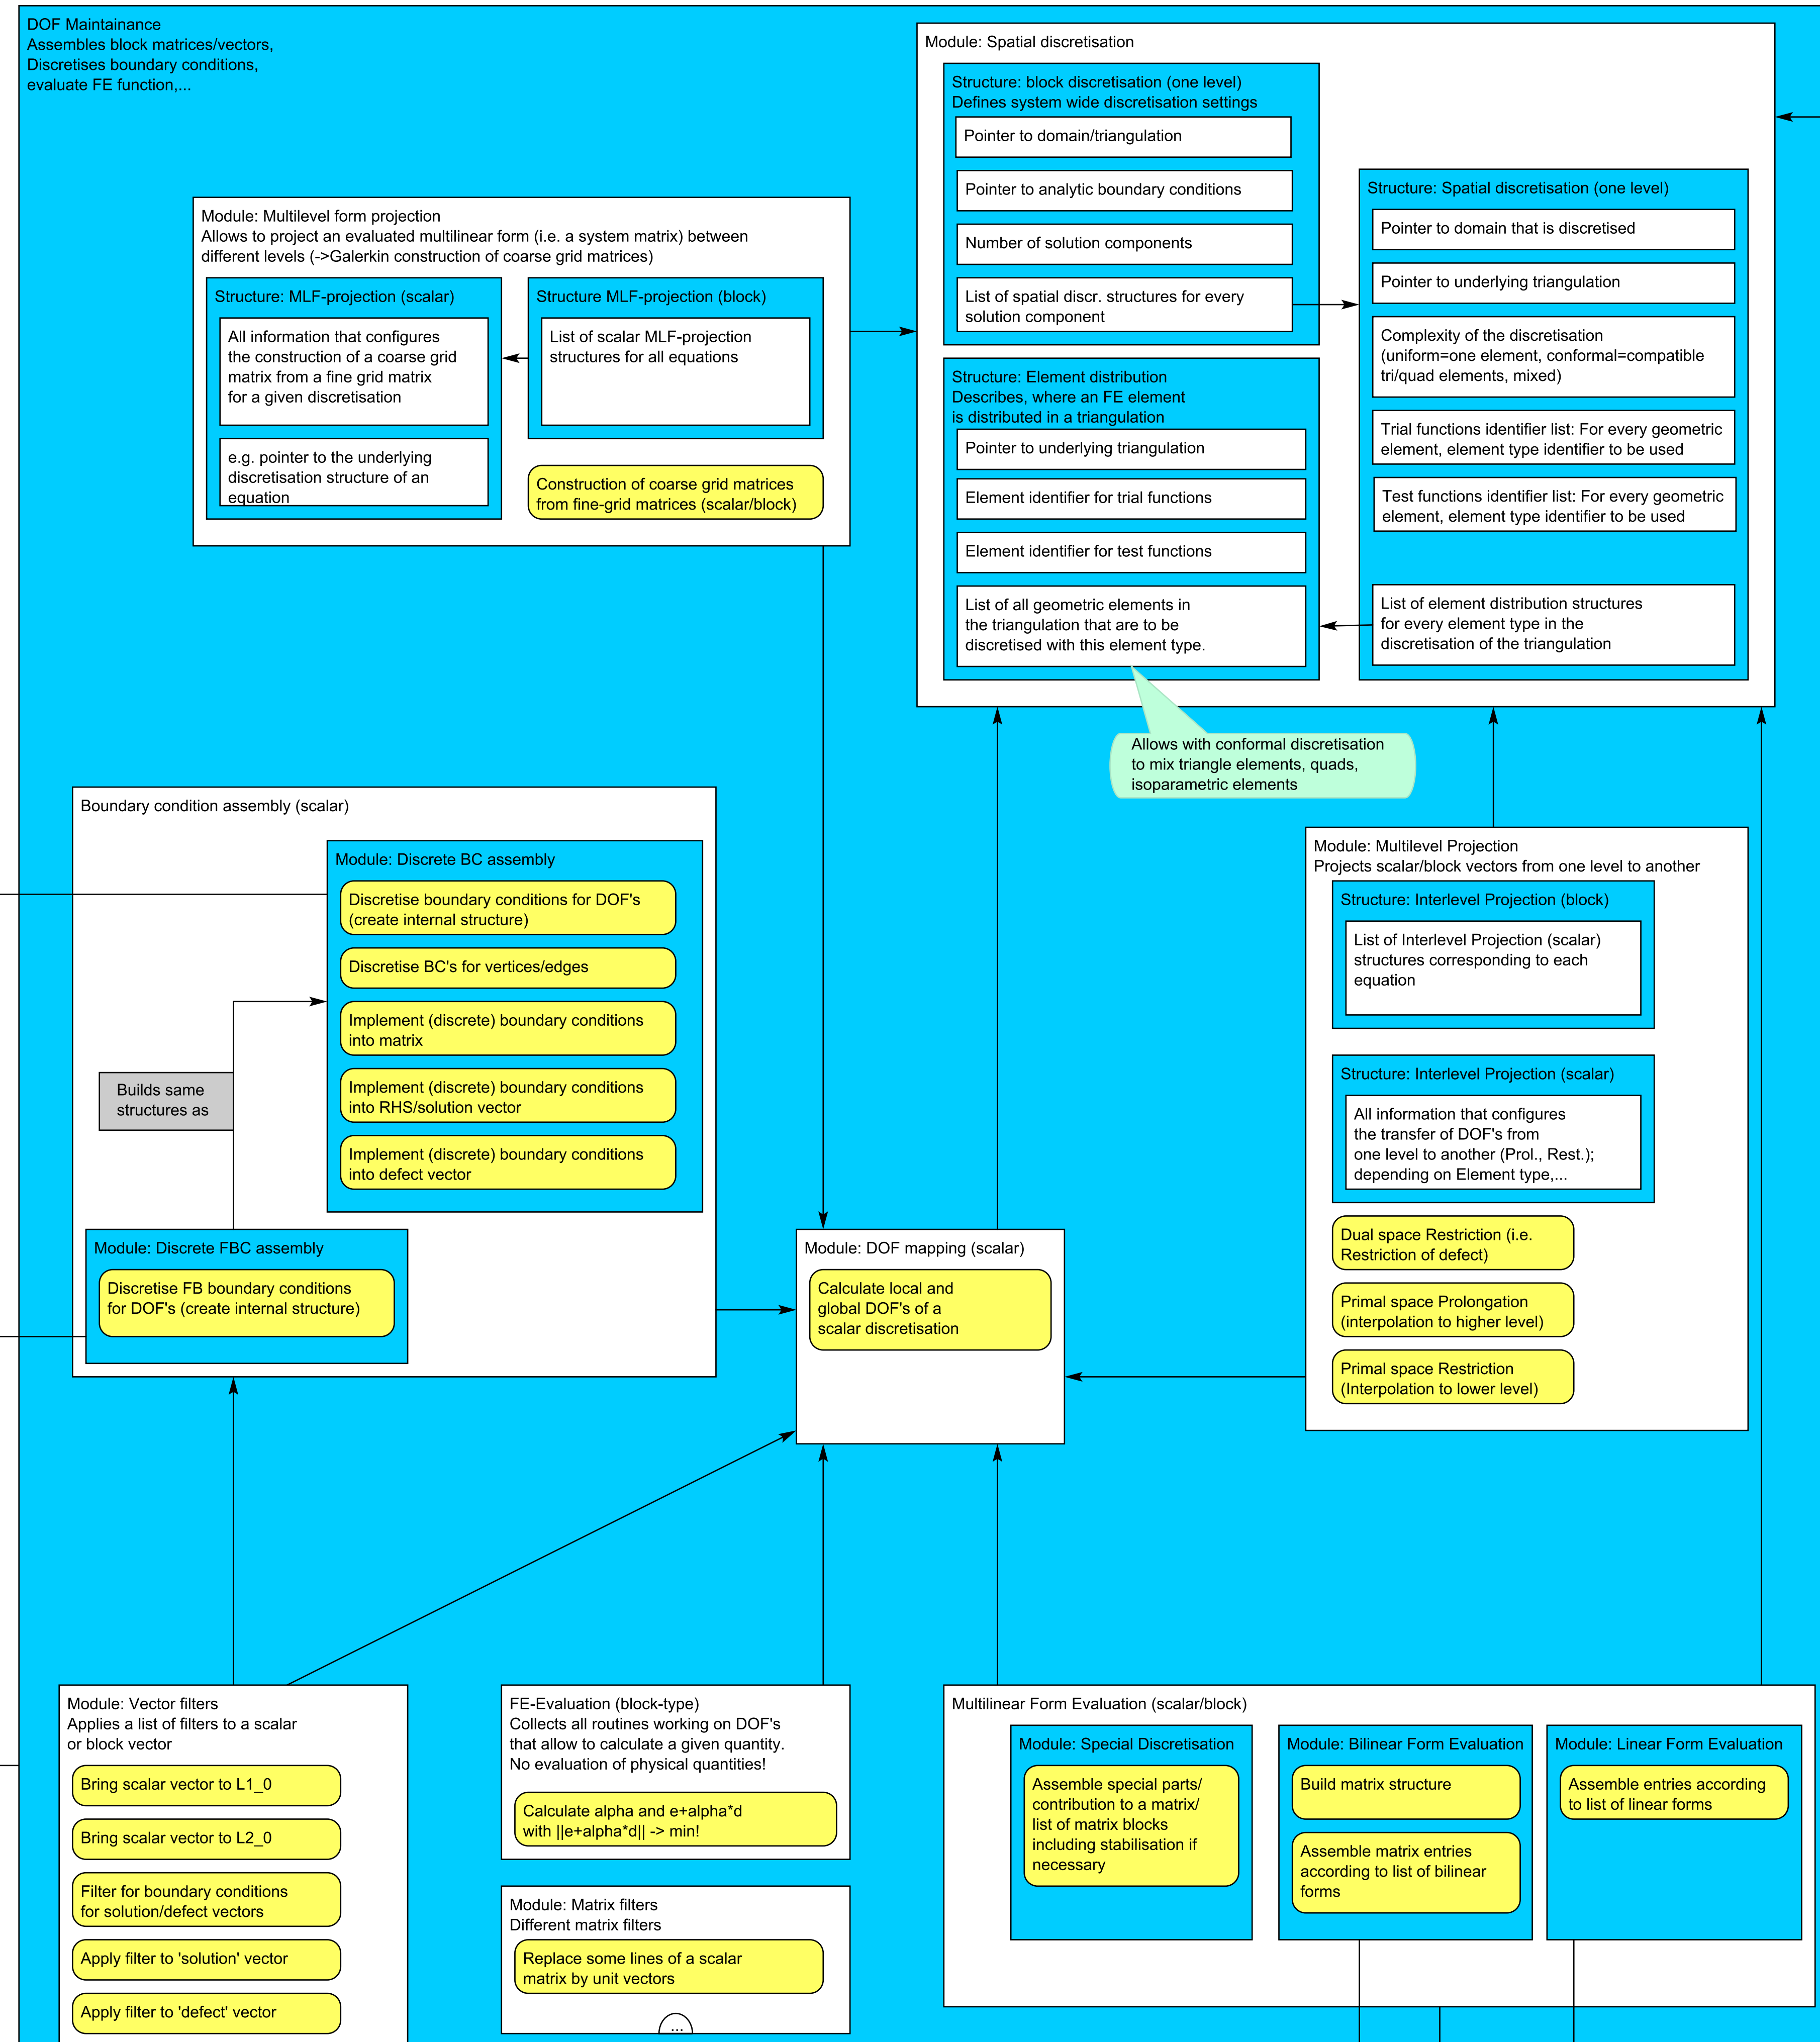 DOF Maintainance
Assembles block matrices/vectors,
Discretises boundary conditions,
evaluate FE function,...
Module: Spatial discretisation
Structure: block discretisation (one level)
Defines system wide discretisation settings
Pointer to domain/triangulation
Pointer to analytic boundary conditions
Number of solution components
List of spatial discr. structures for every
solution component
Structure: Element distribution
Describes, where an FE element
is distributed in a triangulation
Pointer to underlying triangulation
Element identifier for trial functions
Element identifier for test functions
List of all geometric elements in
the triangulation that are to be
discretised with this element type.
Structure: Spatial discretisation (one level)
Pointer to domain that is discretised
Pointer to underlying triangulation
Complexity of the discretisation
(uniform=one element, conformal=compatible
tri/quad elements, mixed)
Trial functions identifier list: For every geometric
element, element type identifier to be used
Test functions identifier list: For every geometric
element, element type identifier to be used
List of element distribution structures
for every element type in the
discretisation of the triangulation
Allows with conformal discretisation
to mix triangle elements, quads,
isoparametric elements
Module: Multilevel form projection
Allows to project an evaluated multilinear form (i.e. a system matrix) between
different levels (->Galerkin construction of coarse grid matrices)
Structure: MLF-projection (scalar)
All information that configures
the construction of a coarse grid
matrix from a fine grid matrix
for a given discretisation
e.g. pointer to the underlying
discretisation structure of an
equation
Structure MLF-projection (block)
List of scalar MLF-projection
structures for all equations
Construction of coarse grid matrices
from fine-grid matrices (scalar/block)
Boundary condition assembly (scalar)
Module: Discrete BC assembly
Discretise boundary conditions for DOF's
(create internal structure)
Discretise BC's for vertices/edges
Implement (discrete) boundary conditions
into matrix
Implement (discrete) boundary conditions
into RHS/solution vector
Implement (discrete) boundary conditions
into defect vector
Builds same
structures as
Module: Discrete FBC assembly
Discretise FB boundary conditions
for DOF's (create internal structure)
Module: DOF mapping (scalar)
Calculate local and
global DOF's of a
scalar discretisation
Module: Multilevel Projection
Projects scalar/block vectors from one level to another
Structure: Interlevel Projection (block)
List of Interlevel Projection (scalar)
structures corresponding to each
equation
Structure: Interlevel Projection (scalar)
All information that configures
the transfer of DOF's from
one level to another (Prol., Rest.);
depending on Element type,...
Dual space Restriction (i.e.
Restriction of defect)
Primal space Prolongation
(interpolation to higher level)
Primal space Restriction
(Interpolation to lower level)
Module: Vector filters
Applies a list of filters to a scalar
or block vector
Bring scalar vector to L1_0
Bring scalar vector to L2_0
Filter for boundary conditions
for solution/defect vectors
Apply filter to 'solution' vector
Apply filter to 'defect' vector
FE-Evaluation (block-type)
Collects all routines working on DOF's
that allow to calculate a given quantity.
No evaluation of physical quantities!
Calculate alpha and e+alpha*d
with ||e+alpha*d|| -> min!
Module: Matrix filters
Different matrix filters
Replace some lines of a scalar
matrix by unit vectors
...
Multilinear Form Evaluation (scalar/block)
Module: Special Discretisation
Assemble special parts/
contribution to a matrix/
list of matrix blocks
including stabilisation if
necessary
Module: Bilinear Form Evaluation
Build matrix structure
Assemble matrix entries
according to list of bilinear
forms
Module: Linear Form Evaluation
Assemble entries according
to list of linear forms